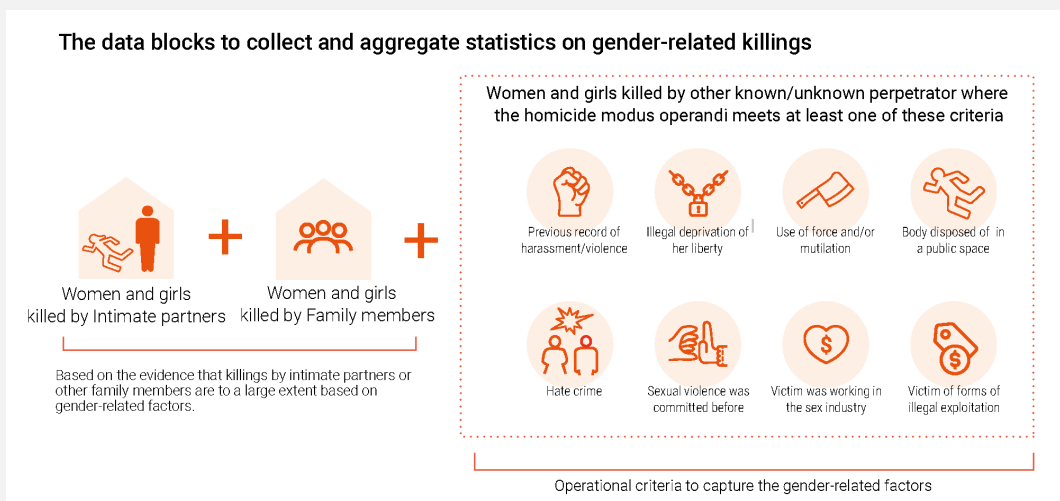 The data blocks to collect and aggregate statistics on gender-related killings
Women and girls killed by other known/unknown perpetrator where
the homicide modus operandi meets at least one of these criteria
Previous record of
harassment/violence
Illegal deprivation of
her liberty
Use of force and/or
mutilation
Body disposed of in
a public space
Women and girls
killed by Intimate partners
Women and girls
killed by Family members
Based on the evidence that killings by intimate partners or
other family members are to a large extent based on
gender-related factors.
Hate crime
Sexual violence was
committed before
Victim was working in
the sex industry
Victim of forms of
illegal exploitation
Operational criteria to capture the gender-related factors